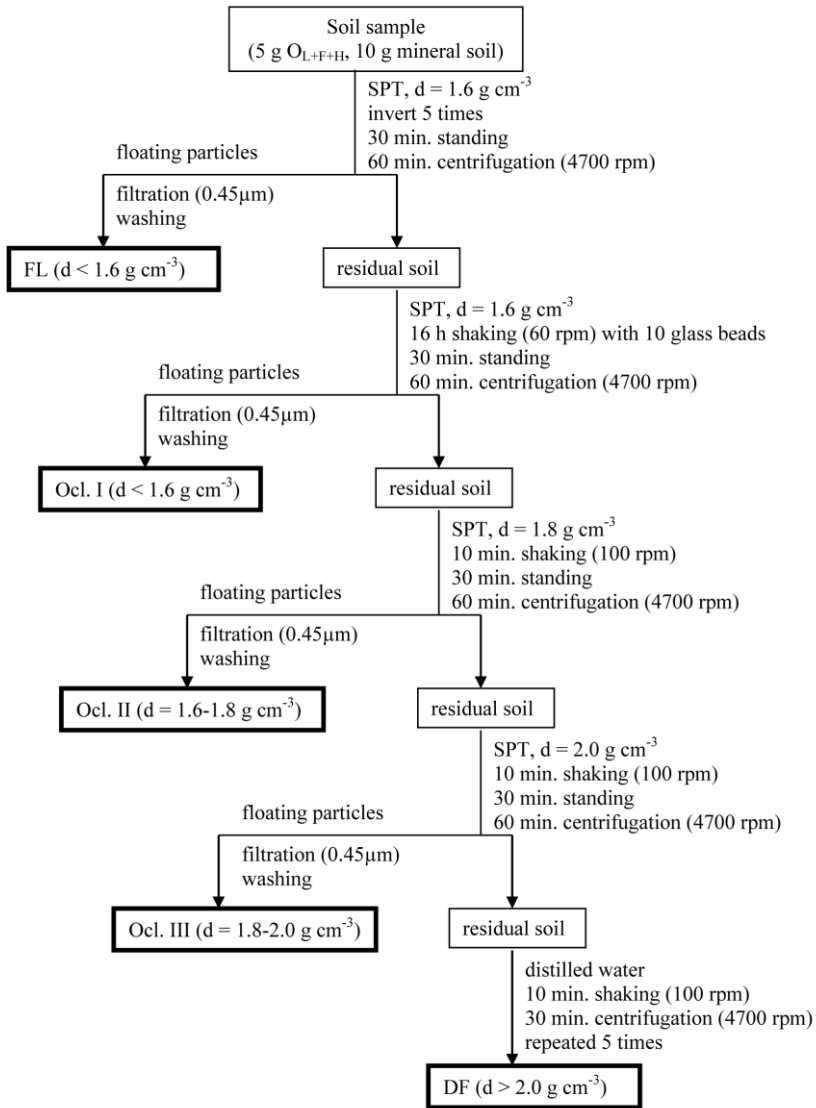 Soil sample
(5 g O_L+F+H, 10 g mineral soil)
SPT, d = 1.6 g cm⁻³
invert 5 times
30 min. standing
60 min. centrifugation (4700 rpm)
floating particles
filtration (0.45µm)
washing
FL (d < 1.6 g cm⁻³)
residual soil
SPT, d = 1.6 g cm⁻³
16 h shaking (60 rpm) with 10 glass beads
30 min. standing
60 min. centrifugation (4700 rpm)
floating particles
filtration (0.45µm)
washing
Ocl. I (d < 1.6 g cm⁻³)
residual soil
SPT, d = 1.8 g cm⁻³
10 min. shaking (100 rpm)
30 min. standing
60 min. centrifugation (4700 rpm)
floating particles
filtration (0.45µm)
washing
Ocl. II (d = 1.6-1.8 g cm⁻³)
residual soil
SPT, d = 2.0 g cm⁻³
10 min. shaking (100 rpm)
30 min. standing
60 min. centrifugation (4700 rpm)
floating particles
filtration (0.45µm)
washing
Ocl. III (d = 1.8-2.0 g cm⁻³)
residual soil
distilled water
10 min. shaking (100 rpm)
30 min. centrifugation (4700 rpm)
repeated 5 times
DF (d > 2.0 g cm⁻³)